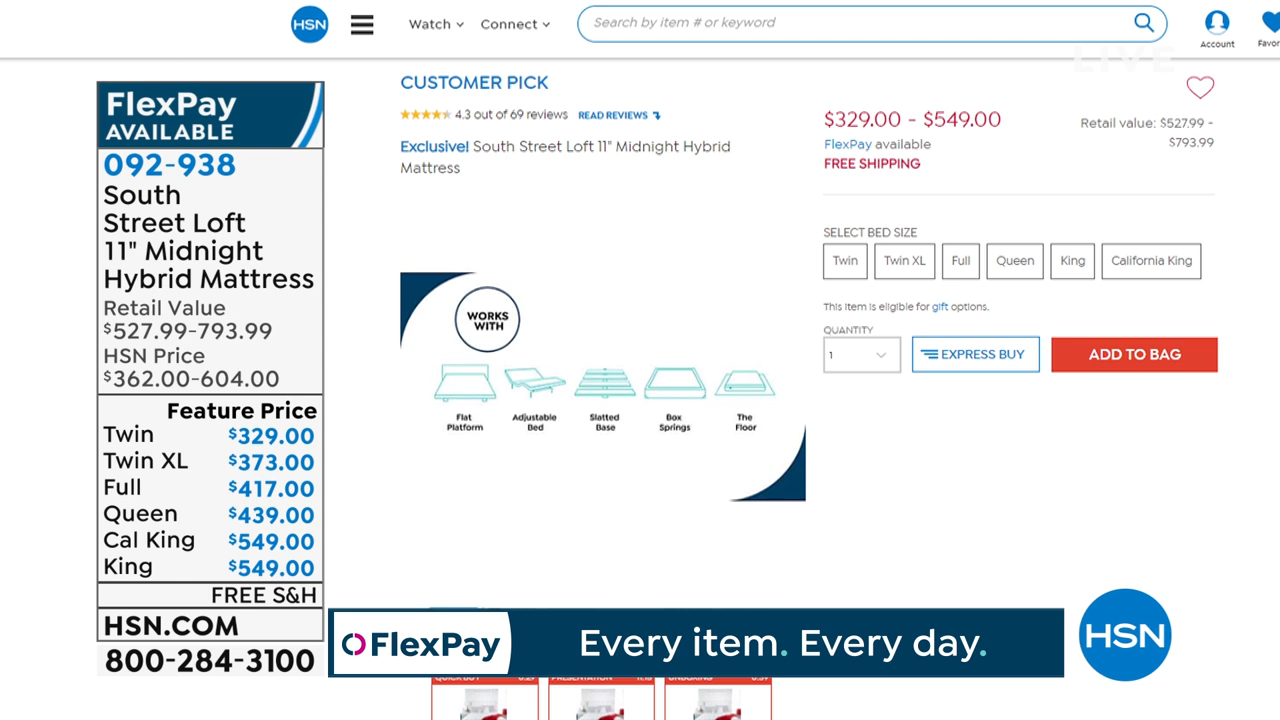 HSN
Watch
Connect
Search by item # or keyword
Account
Favor
LIVE
FlexPay
AVAILABLE
092-938
South
Street Loft
11" Midnight
Hybrid Mattress
Retail Value
$527.99-793.99
HSN Price
$362.00-604.00
Feature Price
Twin $329.00
Twin XL $373.00
Full $417.00
Queen $439.00
Cal King $549.00
King $549.00
FREE S&H
HSN.COM
800-284-3100
CUSTOMER PICK
4.3 out of 69 reviews READ REVIEWS
Exclusive! South Street Loft 11" Midnight Hybrid
Mattress
WORKS
WITH
Flat
Platform
Adjustable
Bed
Slatted
Base
Box
Springs
The
Floor
$329.00 - $549.00
FlexPay available
FREE SHIPPING
Retail value: $527.99 -
$793.99
SELECT BED SIZE
Twin Twin XL Full Queen King California King
This item is eligible for gift options.
QUANTITY
1
EXPRESS BUY
ADD TO BAG
FlexPay
Every item. Every day.
HSN